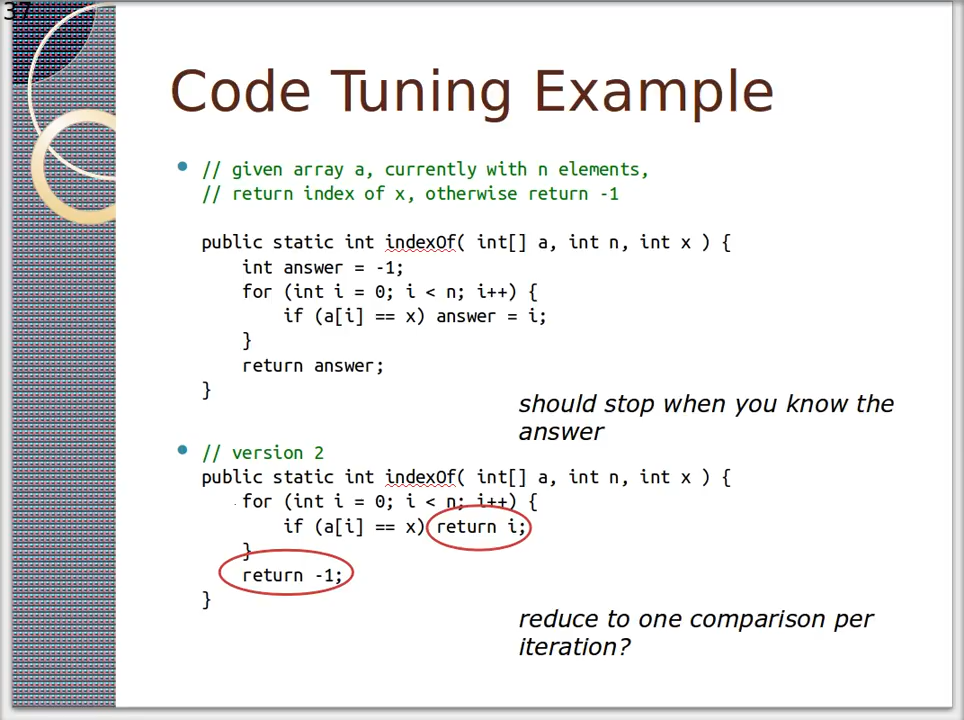 37
Code Tuning Example
// given array a, currently with n elements,
// return index of x, otherwise return -1
public static int indexOf( int[] a, int n, int x ) {
int answer = -1;
for (int i = 0; i < n; i++) {
if (a[i] == x) answer = i;
}
return answer;
}
should stop when you know the
answer
// version 2
public static int indexOf( int[] a, int n, int x ) {
for (int i = 0; i < n; i++) {
if (a[i] == x) return i;
}
return -1;
}
reduce to one comparison per
iteration?